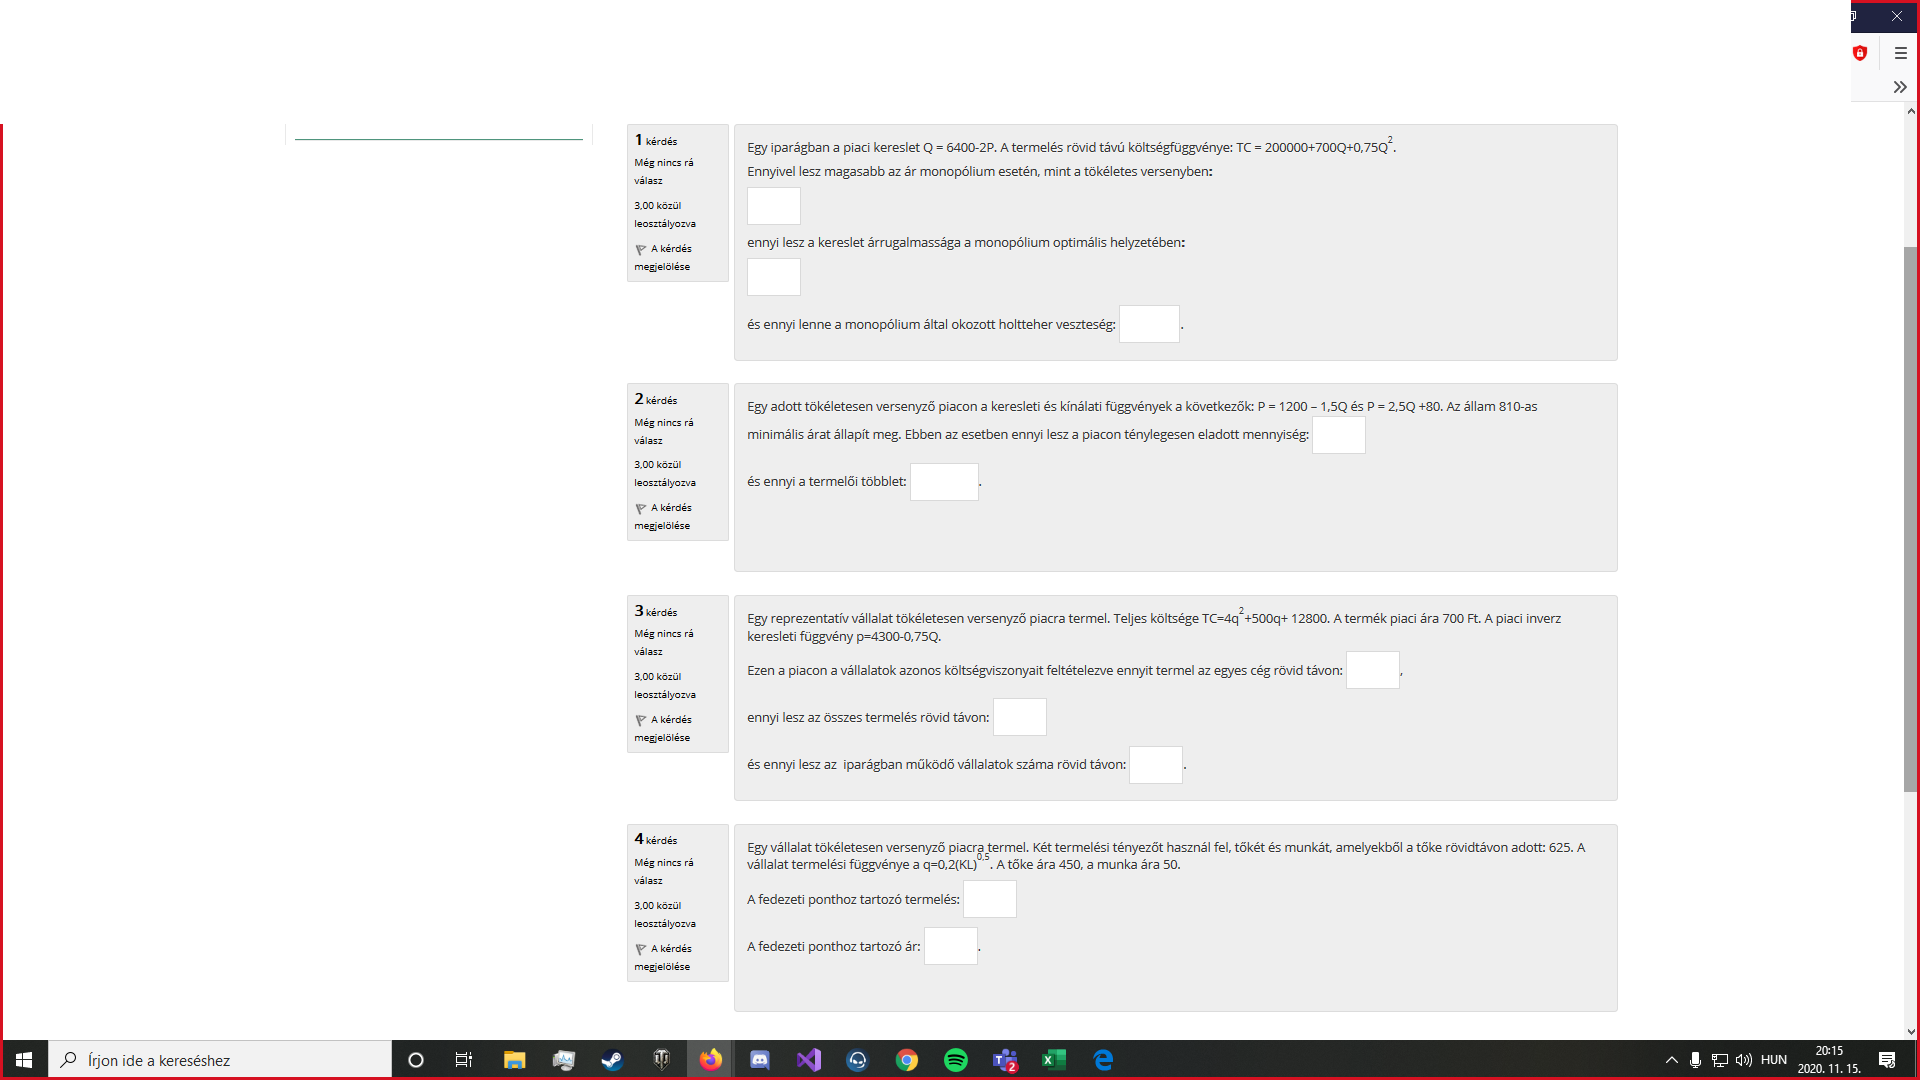 1 kérdés
Még nincs rá
válasz
3,00 közül
leosztályozva
A kérdés
megjelölése
Egy iparágban a piaci kereslet Q = 6400-2P. A termelés rövid távú költségfüggvénye: TC = 200000+700Q+0,75Q².
Ennyivel lesz magasabb az ár monopólium esetén, mint a tökéletes versenyben:
ennyi lesz a kereslet árrugalmassága a monopólium optimális helyzetében:
és ennyi lenne a monopólium által okozott holtteher veszteség: .
2 kérdés
Még nincs rá
válasz
3,00 közül
leosztályozva
A kérdés
megjelölése
Egy adott tökéletesen versenyző piacon a keresleti és kínálati függvények a következők: P = 1200 – 1,5Q és P = 2,5Q +80. Az állam 810-as
minimális árat állapít meg. Ebben az esetben ennyi lesz a piacon ténylegesen eladott mennyiség:
és ennyi a termelői többlet: .
3 kérdés
Még nincs rá
válasz
3,00 közül
leosztályozva
A kérdés
megjelölése
Egy reprezentatív vállalat tökéletesen versenyző piacra termel. Teljes költsége TC=4q²+500q+ 12800. A termék piaci ára 700 Ft. A piaci inverz
keresleti függvény p=4300-0,75Q.
Ezen a piacon a vállalatok azonos költségviszonyait feltételezve ennyit termel az egyes cég rövid távon: ,
ennyi lesz az összes termelés rövid távon:
és ennyi lesz az iparágban működő vállalatok száma rövid távon: .
4 kérdés
Még nincs rá
válasz
3,00 közül
leosztályozva
A kérdés
megjelölése
Egy vállalat tökéletesen versenyző piacra termel. Két termelési tényezőt használ fel, tőkét és munkát, amelyekből a tőke rövidtávon adott: 625. A
vállalat termelési függvénye a q=0,2(KL)^0,5. A tőke ára 450, a munka ára 50.
A fedezeti ponthoz tartozó termelés:
A fedezeti ponthoz tartozó ár: .
Írjon ide a kereséshez
2
HUN
20:15
2020. 11. 15.